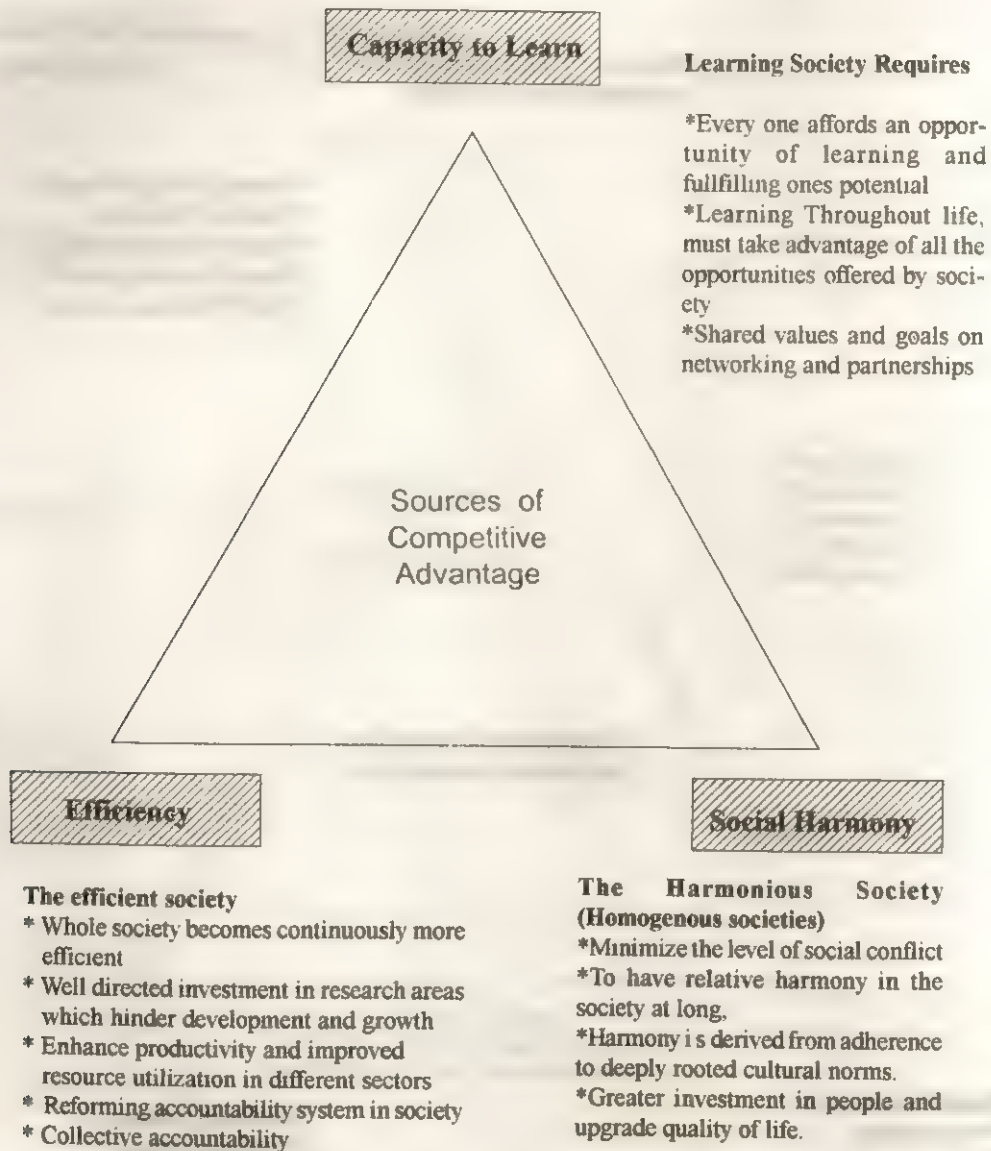 Capacity to Learn
Learning Society Requires
*Every one affords an oppor-
tunity of learning and
fullfilling ones potential
*Learning Throughout life,
must take advantage of all the
opportunities offered by soci-
ety
*Shared values and goals on
networking and partnerships
Sources of
Competitive
Advantage
Efficiency
The efficient society
* Whole society becomes continuously more
efficient
* Well directed investment in research areas
which hinder development and growth
* Enhance productivity and improved
resource utilization in different sectors
* Reforming accountability system in society
* Collective accountability
Social Harmony
The Harmonious Society
(Homogenous societies)
*Minimize the level of social conflict
*To have relative harmony in the
society at long,
*Harmony is derived from adherence
to deeply rooted cultural norms.
*Greater investment in people and
upgrade quality of life.